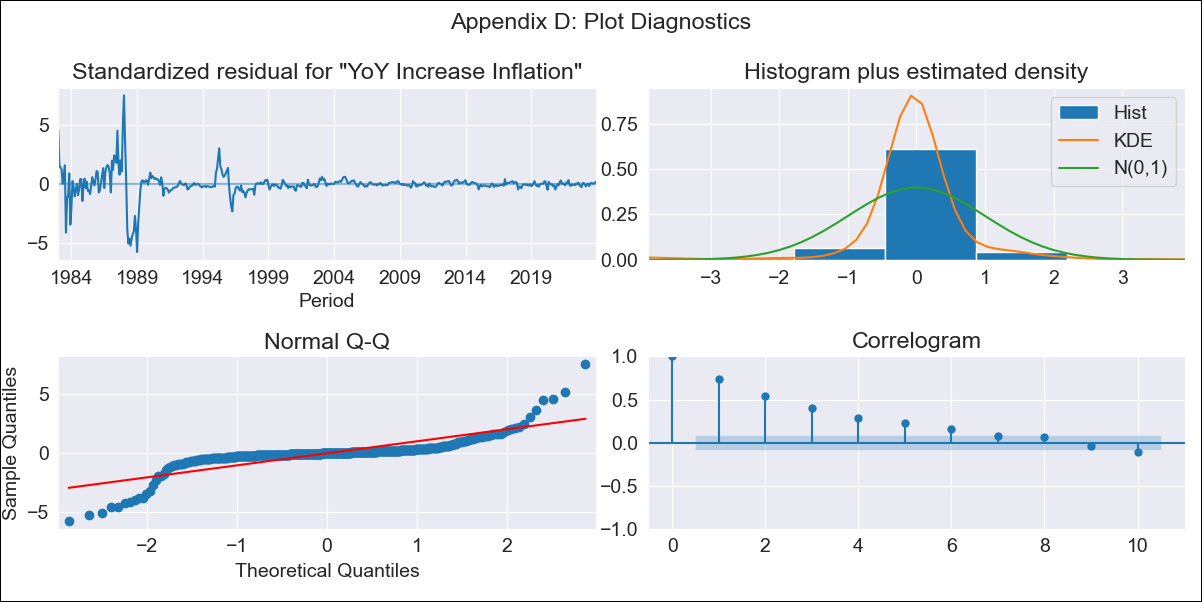 Appendix D: Plot Diagnostics
Standardized residual for "YoY Increase Inflation"
5
0
−5
1984 1989 1994 1999 2004 2009 2014 2019
Period
Histogram plus estimated density
0.75
0.50
0.25
0.00
−3 −2 −1 0 1 2 3
Hist
KDE
N(0,1)
Normal Q-Q
Sample Quantiles
5
0
−5
−2 −1 0 1 2
Theoretical Quantiles
Correlogram
1.0
0.5
0.0
−0.5
−1.0
0 2 4 6 8 10